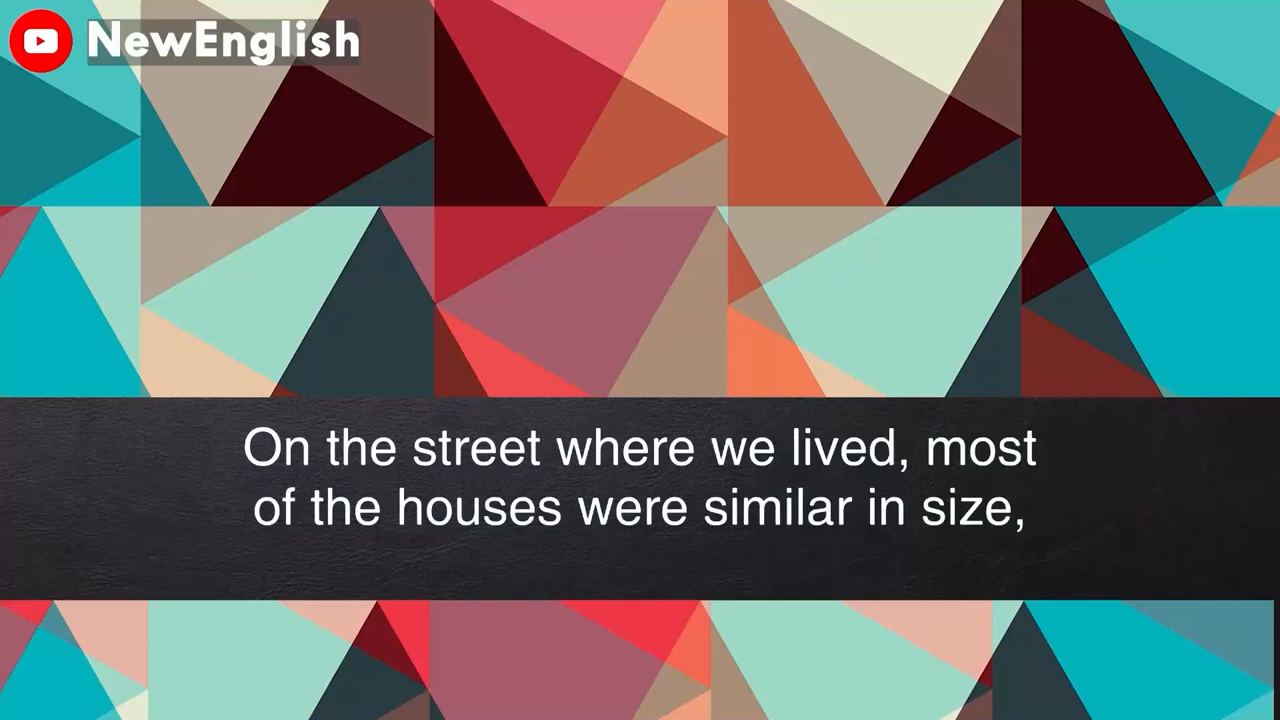 NewEnglish
On the street where we lived, most
of the houses were similar in size,